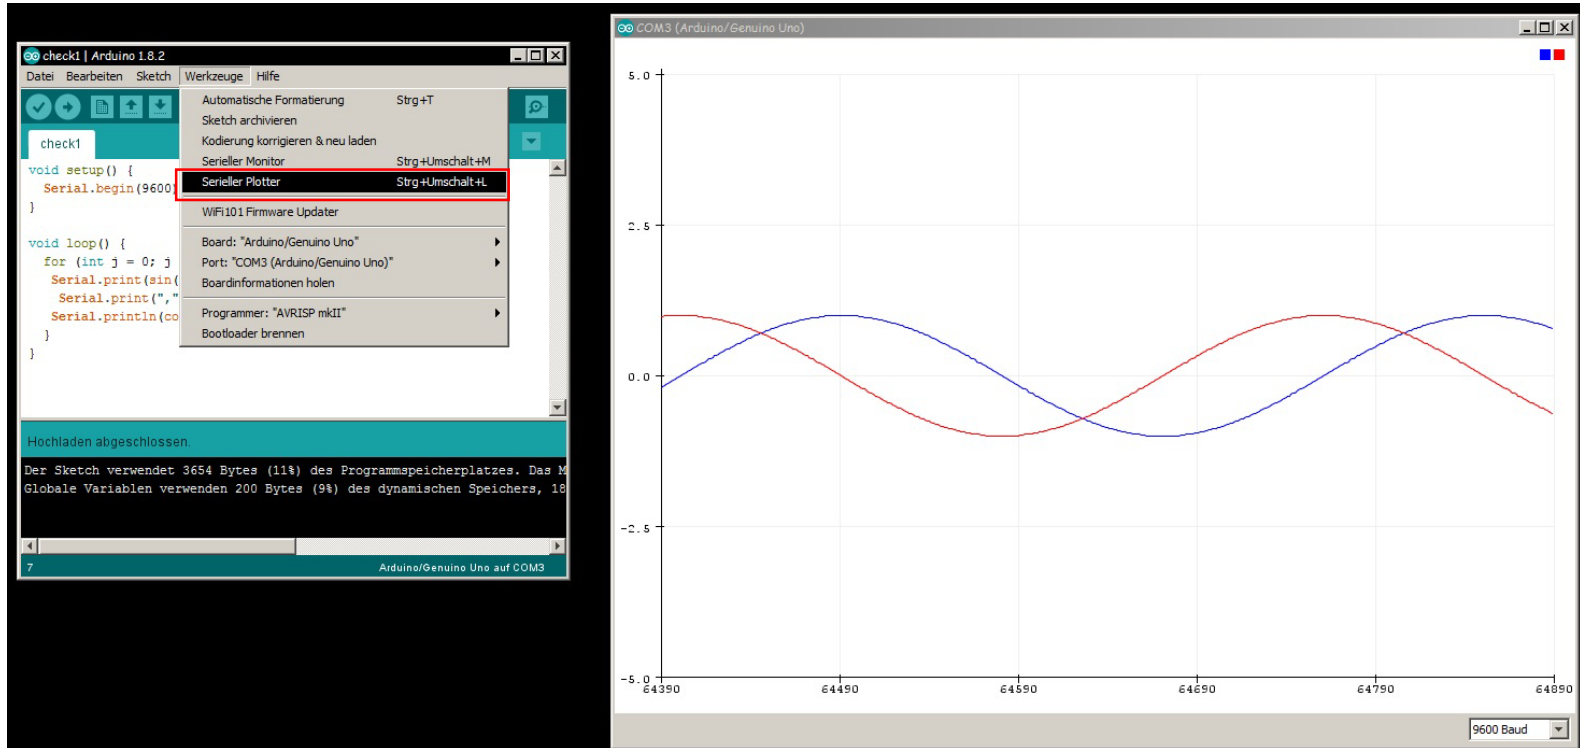 check1 | Arduino 1.8.2
Datei Bearbeiten Sketch Werkzeuge Hilfe
check1
void setup() {
Serial.begin(9600)
}
void loop() {
for (int j = 0; j
Serial.print(sin(
Serial.print(","
Serial.println(co
}
}
Automatische Formatierung Strg+T
Sketch archivieren
Kodierung korrigieren & neu laden
Serieller Monitor Strg+Umschalt+M
Serieller Plotter Strg+Umschalt+L
WiFi101 Firmware Updater
Board: "Arduino/Genuino Uno"
Port: "COM3 (Arduino/Genuino Uno)"
Boardinformationen holen
Programmer: "AVRISP mkII"
Bootloader brennen
Hochladen abgeschlossen.
Der Sketch verwendet 3654 Bytes (11%) des Programmspeicherplatzes. Das M
Globale Variablen verwenden 200 Bytes (9%) des dynamischen Speichers, 18
7 Arduino/Genuino Uno auf COM3
COM3 (Arduino/Genuino Uno)
5.0
2.5
0.0
-2.5
-5.0
64390 64490 64590 64690 64790 64890
9600 Baud